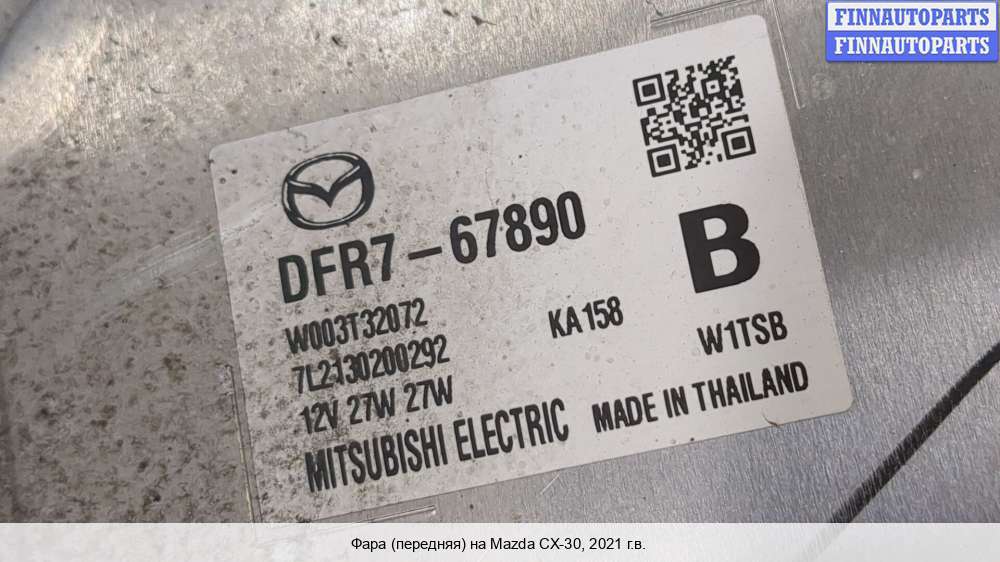 FINNAUTOPARTS
FINNAUTOPARTS
DFR7-67890
B
W003T32072
KA158
7L2130200292
W1TSB
12V 27W 27W
MITSUBISHI ELECTRIC MADE IN THAILAND
Фара (передняя) на Mazda CX-30, 2021 г.в.